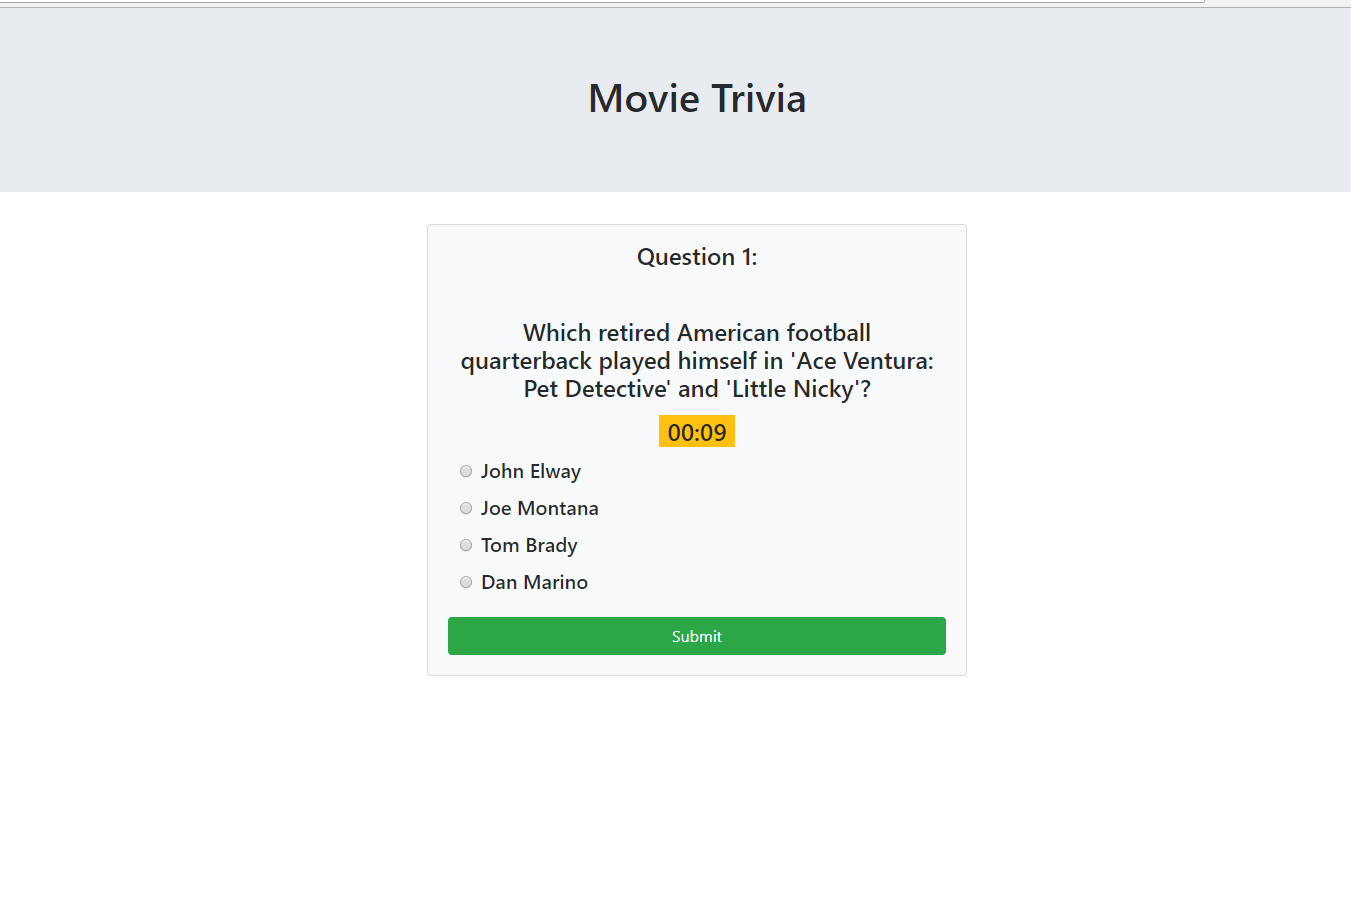 Movie Trivia
Question 1:
Which retired American football
quarterback played himself in 'Ace Ventura:
Pet Detective' and 'Little Nicky'?
00:09
John Elway
Joe Montana
Tom Brady
Dan Marino
Submit